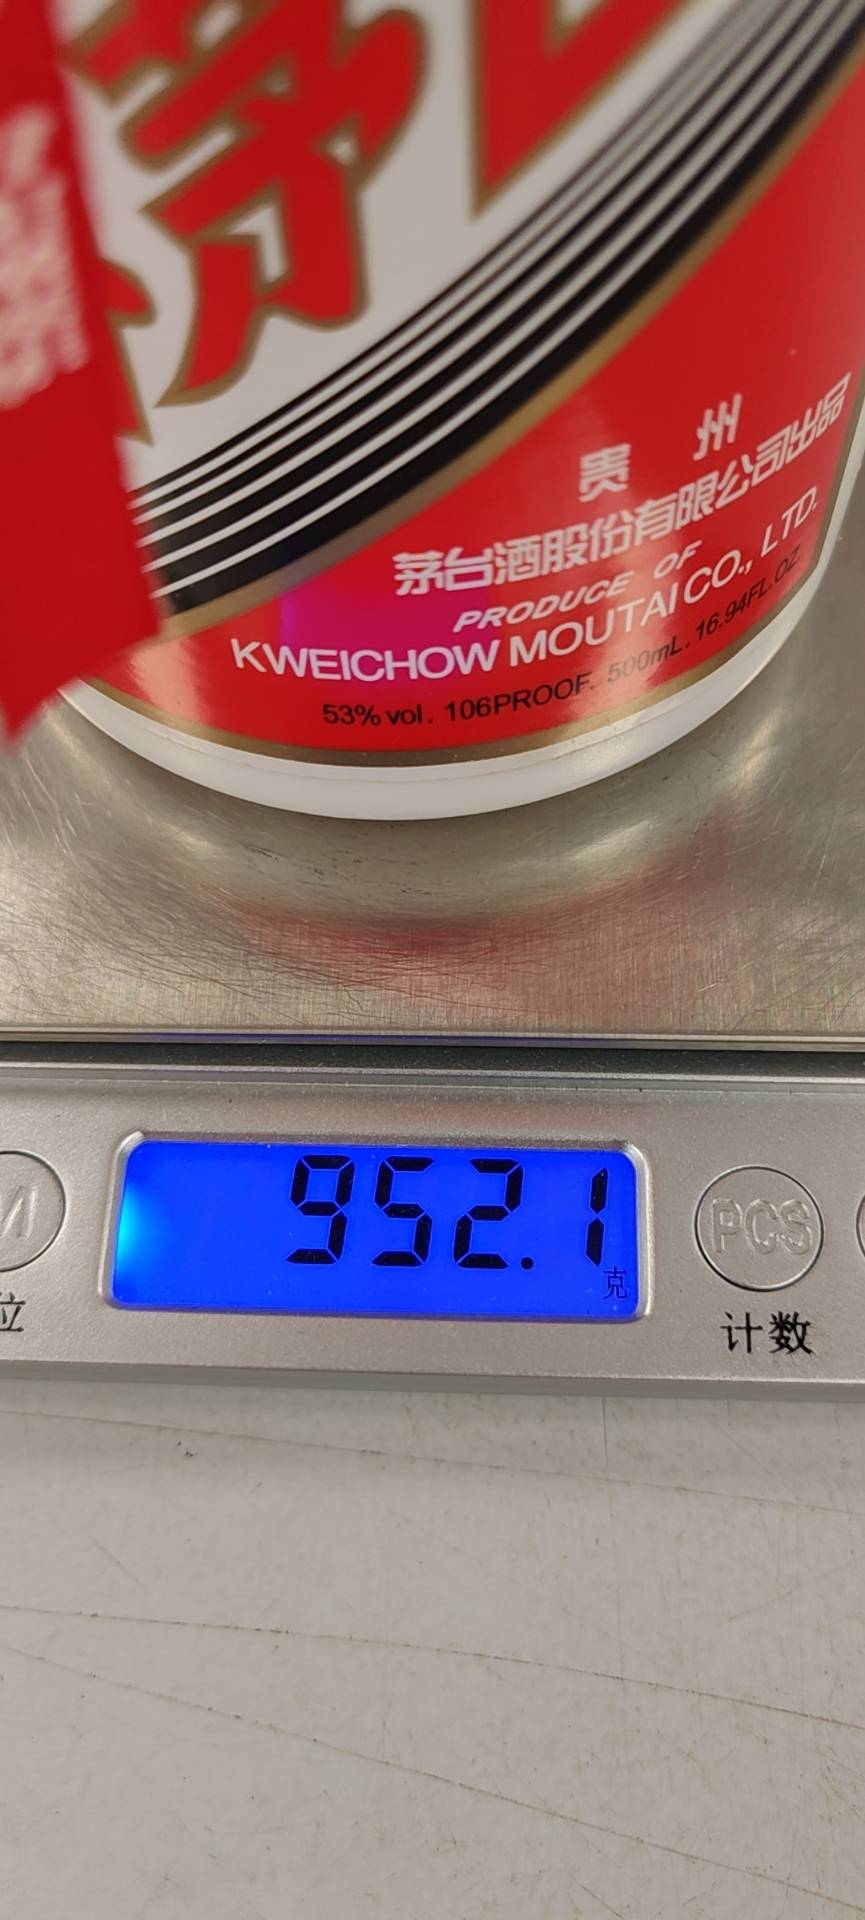 茅
贵州
茅台酒股份有限公司出品
PRODUCE OF
KWEICHOW MOUTAI CO., LTD.
53% vol. 106PROOF. 500mL. 16.94FL.OZ.
952.1
克
M
PCS
位
计数